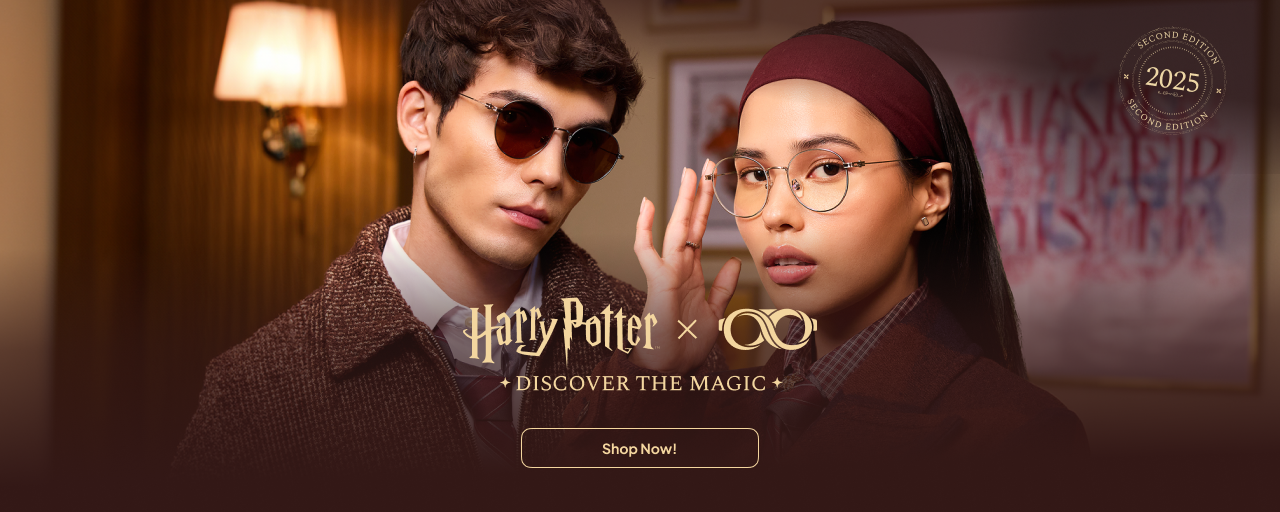 SECOND EDITION
2025
SECOND EDITION
Harry Potter ×
DISCOVER THE MAGIC
Shop Now!